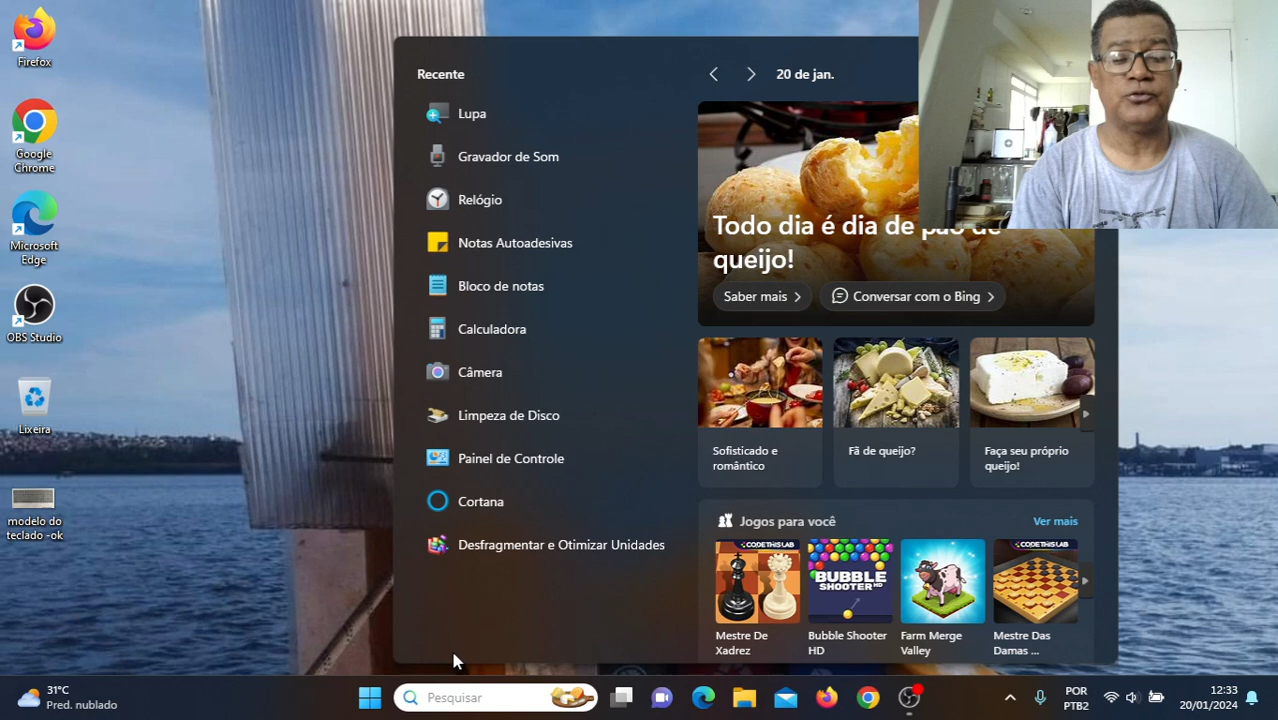 Firefox
Google
Chrome
Microsoft
Edge
OBS Studio
Lixeira
modelo do
teclado -ok
Recente
Lupa
Gravador de Som
Relógio
Notas Autoadesivas
Bloco de notas
Calculadora
Câmera
Limpeza de Disco
Painel de Controle
Cortana
Desfragmentar e Otimizar Unidades
20 de jan.
Todo dia é dia de pão de
queijo!
Saber mais
Conversar com o Bing
Sofisticado e
romântico
Fã de queijo?
Faça seu próprio
queijo!
Jogos para você
Ver mais
CODETHISLAB
BUBBLE
SHOOTER HD
CODETHISLAB
Mestre De
Xadrez
Bubble Shooter
HD
Farm Merge
Valley
Mestre Das
Damas ...
31°C
Pred. nublado
Pesquisar
POR
PTB2
12:33
20/01/2024